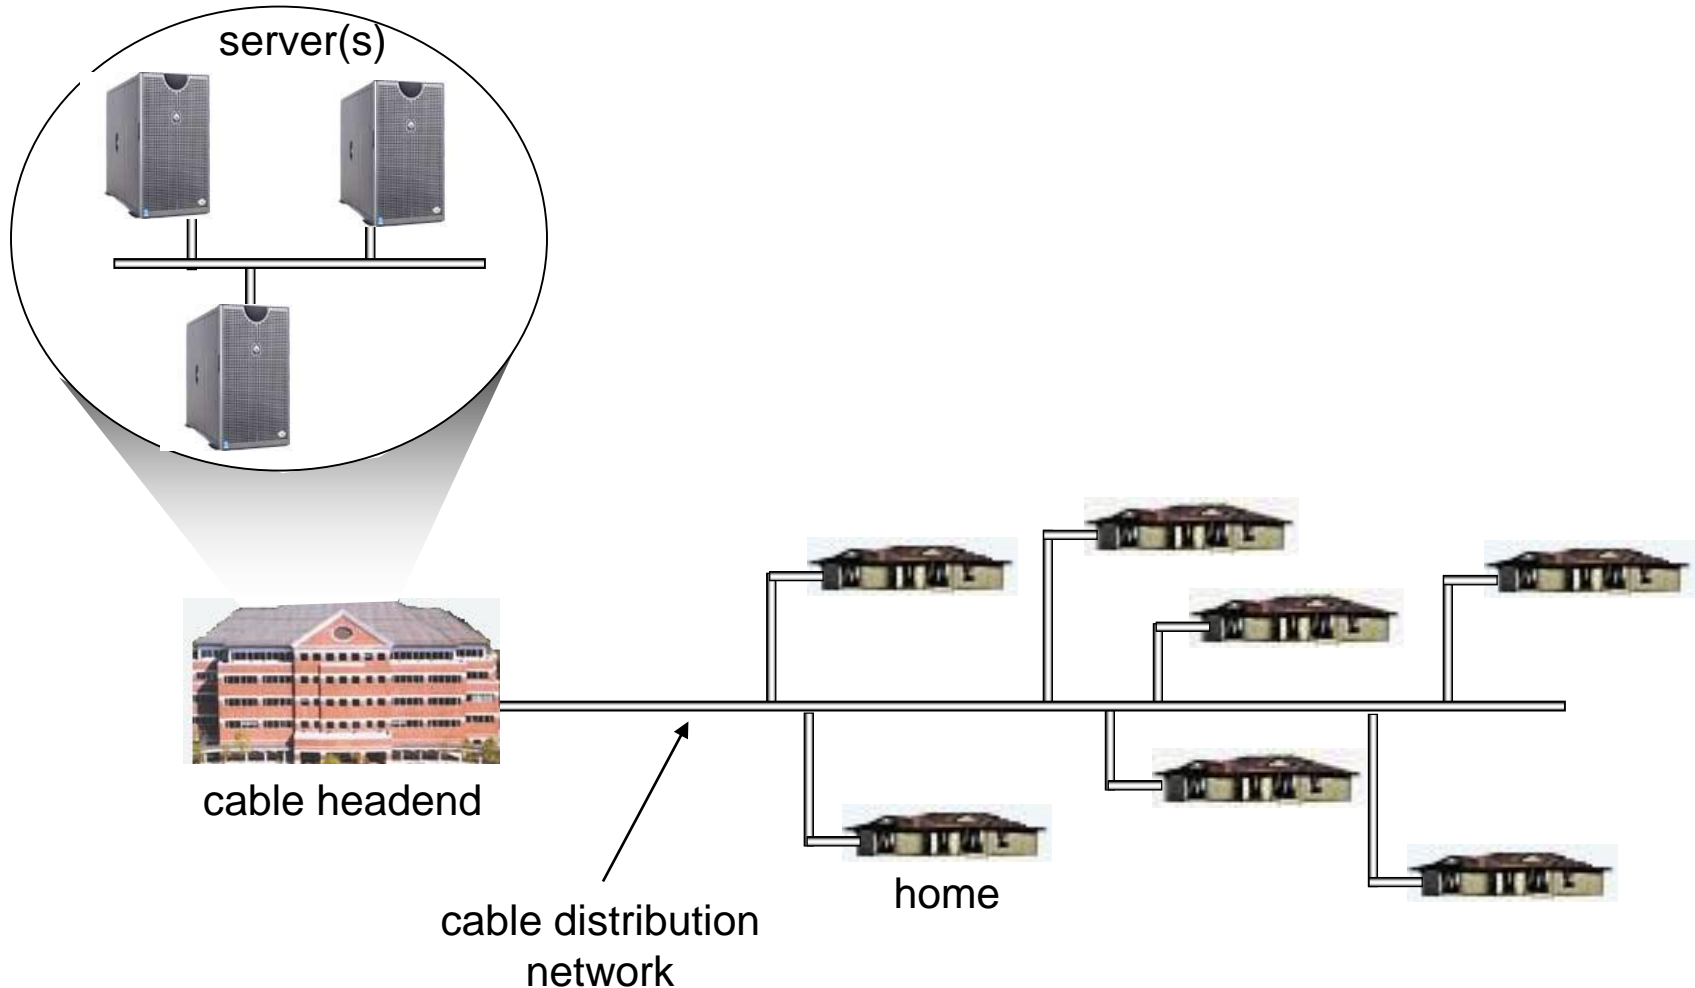 server(s)
cable headend
home
cable distribution
network